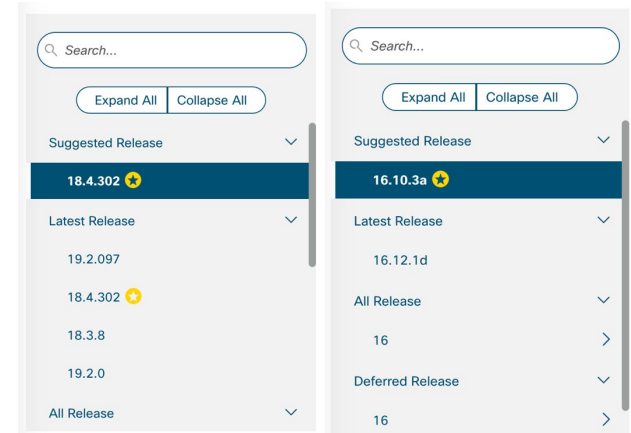 Search...
Expand All
Collapse All
Suggested Release
18.4.302
Latest Release
19.2.097
18.4.302
18.3.8
19.2.0
All Release
Search...
Expand All
Collapse All
Suggested Release
16.10.3a
Latest Release
16.12.1d
All Release
16
Deferred Release
16